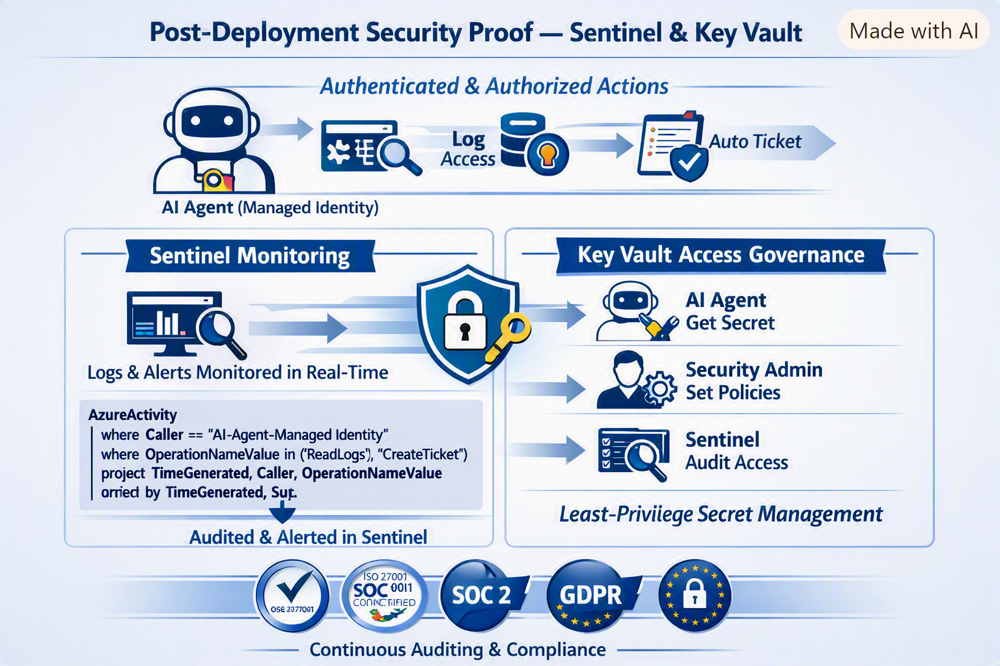 Post-Deployment Security Proof — Sentinel & Key Vault
Made with AI
Authenticated & Authorized Actions
Log
Access
Auto Ticket
AI Agent (Managed Identity)
Sentinel Monitoring
Logs & Alerts Monitored in Real-Time
AzureActivity
where Caller == "AI-Agent-Managed Identity"
where OperationNameValue in ('ReadLogs'), "CreateTicket")
project TimeGenerated, Caller, OperationNameValue
by TimeGenerated,
Audited & Alerted in Sentinel
Key Vault Access Governance
AI Agent
Get Secret
Security Admin
Set Policies
Sentinel
Audit Access
Least-Privilege Secret Management
ISO 27001
SOC
SOC 2
GDPR
Continuous Auditing & Compliance